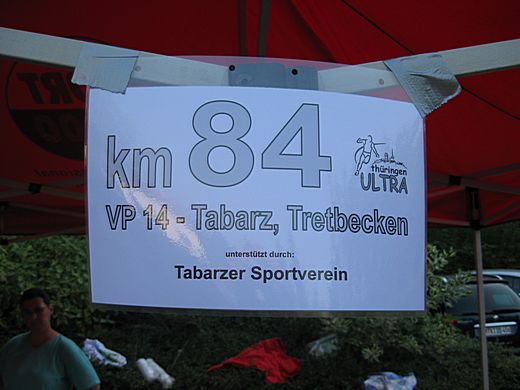 km 84
thüringen
ULTRA
VP 14 - Tabarz, Tretbecken
unterstützt durch:
Tabarzer Sportverein